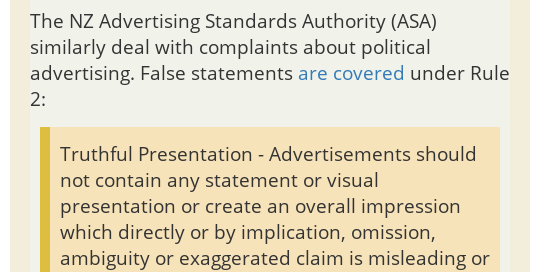 The NZ Advertising Standards Authority (ASA)
similarly deal with complaints about political
advertising. False statements are covered under Rule
2:
Truthful Presentation - Advertisements should
not contain any statement or visual
presentation or create an overall impression
which directly or by implication, omission,
ambiguity or exaggerated claim is misleading or